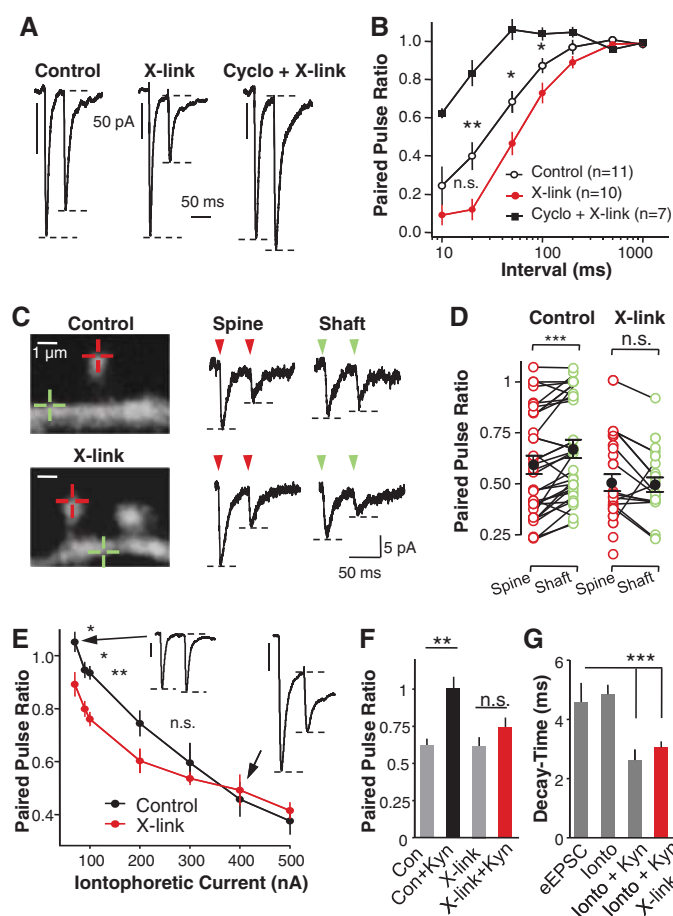 A
Control
X-link
Cyclo + X-link
50 pA
50 ms
B
Paired Pulse Ratio
1.0
0.8
0.6
0.4
0.2
0.0
**
*
*
n.s.
Control (n=11)
X-link (n=10)
Cyclo + X-link (n=7)
10
100
1000
Interval (ms)
C
Control
Spine
Shaft
1 µm
X-link
5 pA
50 ms
D
Control
X-link
***
n.s.
Paired Pulse Ratio
1.0
0.75
0.50
0.25
Spine
Shaft
Spine
Shaft
E
Paired Pulse Ratio
1.0
0.8
0.6
0.4
*
*
**
n.s.
Control
X-link
100
200
300
400
500
Iontophoretic Current (nA)
F
**
n.s.
Paired Pulse Ratio
1
0.75
0.5
0.25
0
Con
Con+Kyn
X-link
X-link+Kyn
G
***
Decay-Time (ms)
6
4
2
0
eEPSC
Ionto
Ionto + Kyn
Ionto + Kyn
X-link